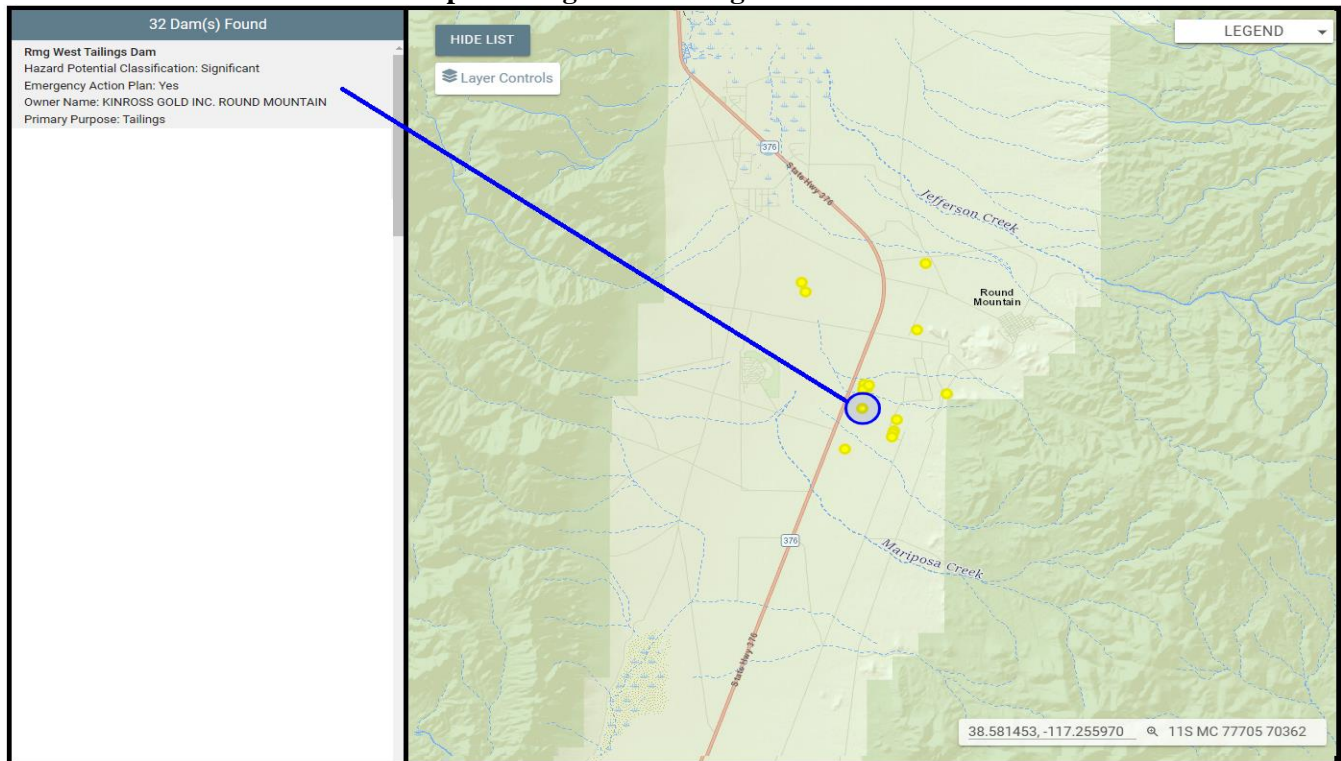 32 Dam(s) Found
Rmg West Tailings Dam
Hazard Potential Classification: Significant
Emergency Action Plan: Yes
Owner Name: KINROSS GOLD INC. ROUND MOUNTAIN
Primary Purpose: Tailings
HIDE LIST
Layer Controls
LEGEND
376
State Hwy 376
Jefferson Creek
Round
Mountain
376
Mariposa Creek
State Hwy 376
38.581453, -117.255970 11S MC 77705 70362